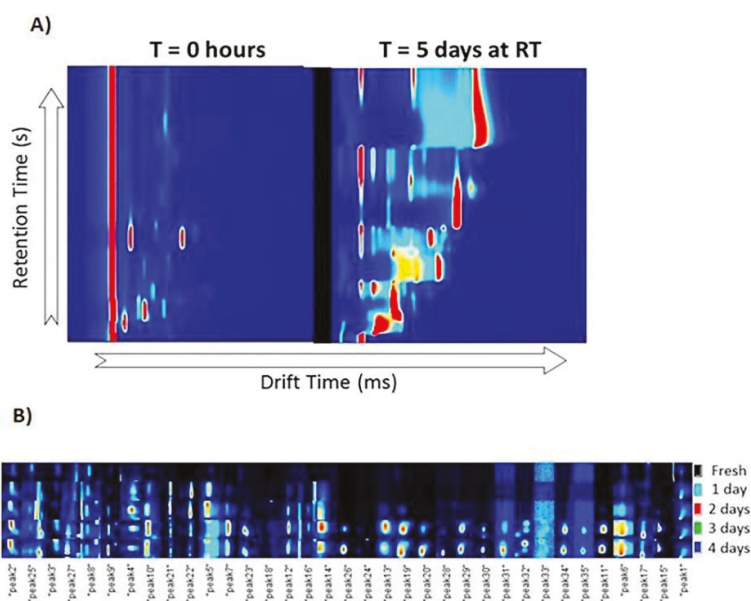 A)
T = 0 hours
T = 5 days at RT
Retention Time (s)
Drift Time (ms)
B)
Fresh
1 day
2 days
3 days
4 days
"peak2"
"peak25"
"peak3"
"peak27"
"peak8"
"peak9"
"peak4"
"peak10"
"peak21"
"peak22"
"peak5"
"peak7"
"peak23"
"peak18"
"peak12"
"peak16"
"peak14"
"peak26"
"peak24"
"peak13"
"peak19"
"peak20"
"peak28"
"peak29"
"peak30"
"peak31"
"peak32"
"peak33"
"peak34"
"peak35"
"peak11"
"peak6"
"peak17"
"peak15"
"peak1"